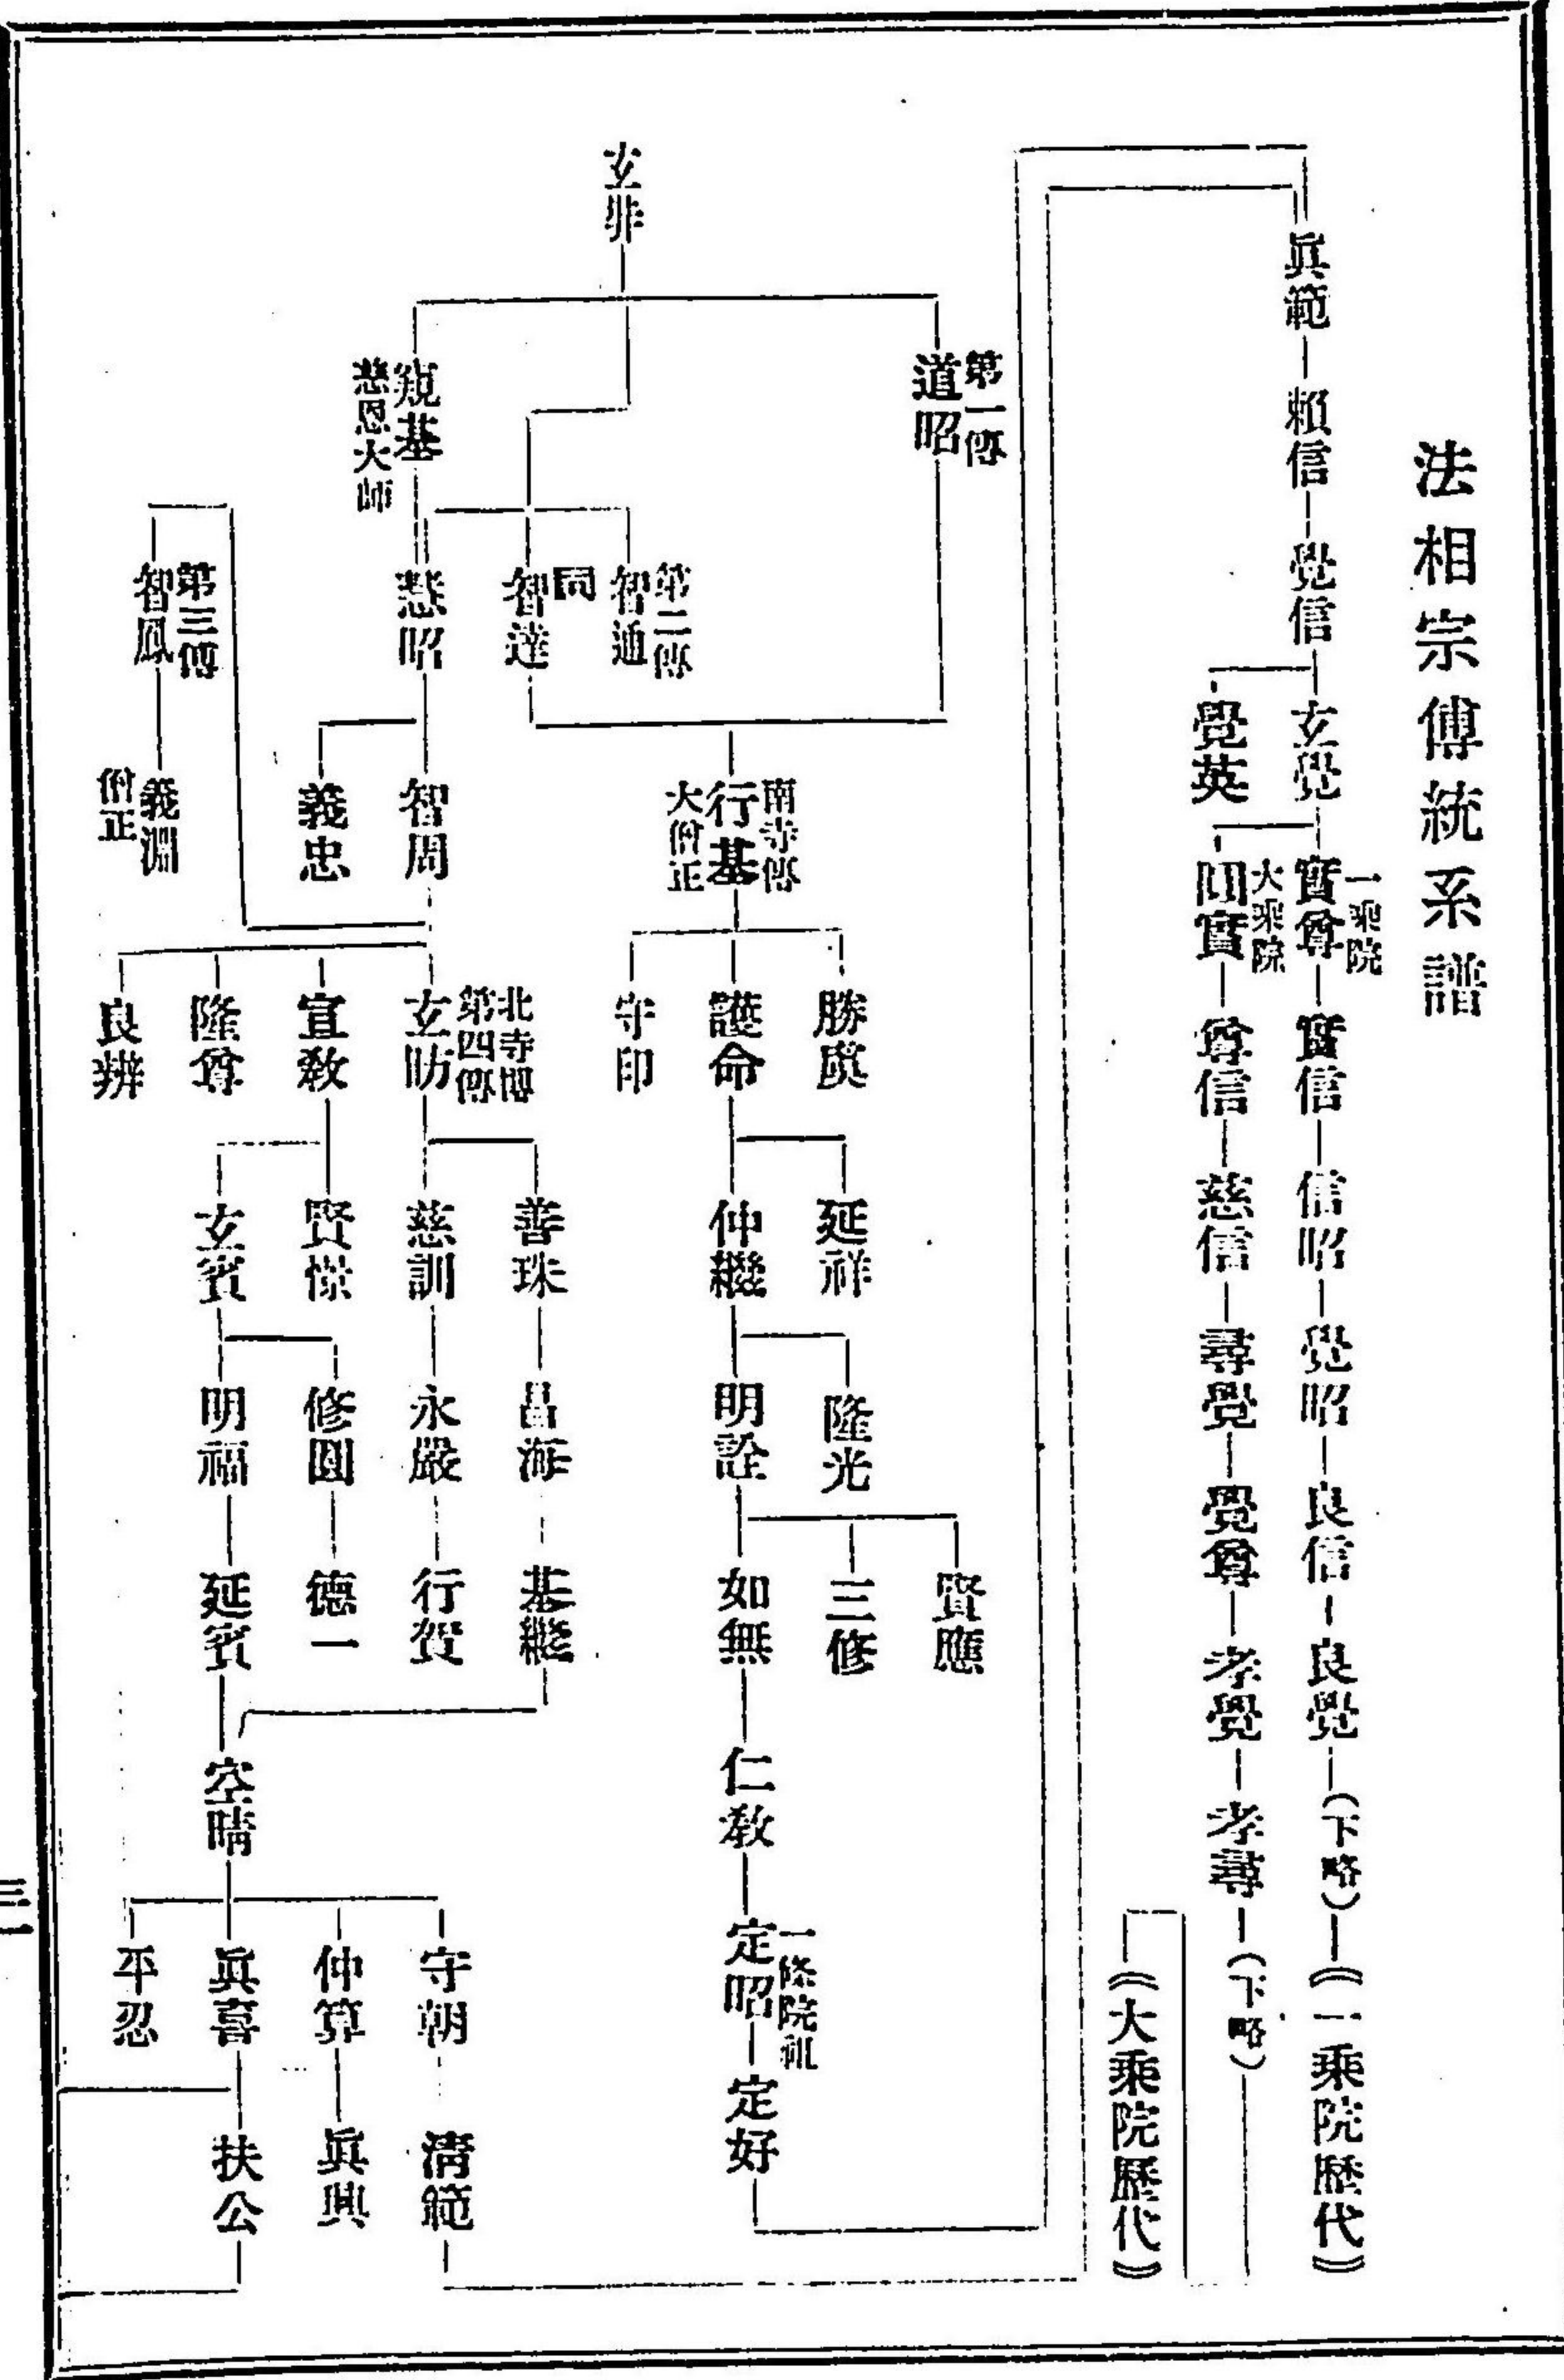 法相宗傳統系譜
眞範
賴信
覺信
玄覺
覺英
一乘院
實尊
實信
信昭
覺昭
良信
良覺
(下略)
《一乘院歷代》
大乘院
圓實
尊信
慈信
尋覺
覺尊
孝覺
孝尋
(下略)
《大乘院歷代》
玄弉
第一傳
道昭
第二傳
智通
同
智達
窺基
慈恩大師
慧昭
智周
義忠
第三傳
智鳳
義淵
僧正
南寺傳
行基
大僧正
勝虞
護命
守印
延祥
仲繼
隆光
明詮
賢應
三修
如無
仁敎
一條院祖
定昭
定好
北寺傳
第四傳
玄昉
宣敎
隆尊
良辨
善珠
慈訓
賢憬
玄賓
昌海
永嚴
修圓
明福
基繼
行賀
德一
延賓
空晴
守朝
仲算
眞喜
平忍
淸範
眞興
扶公
三